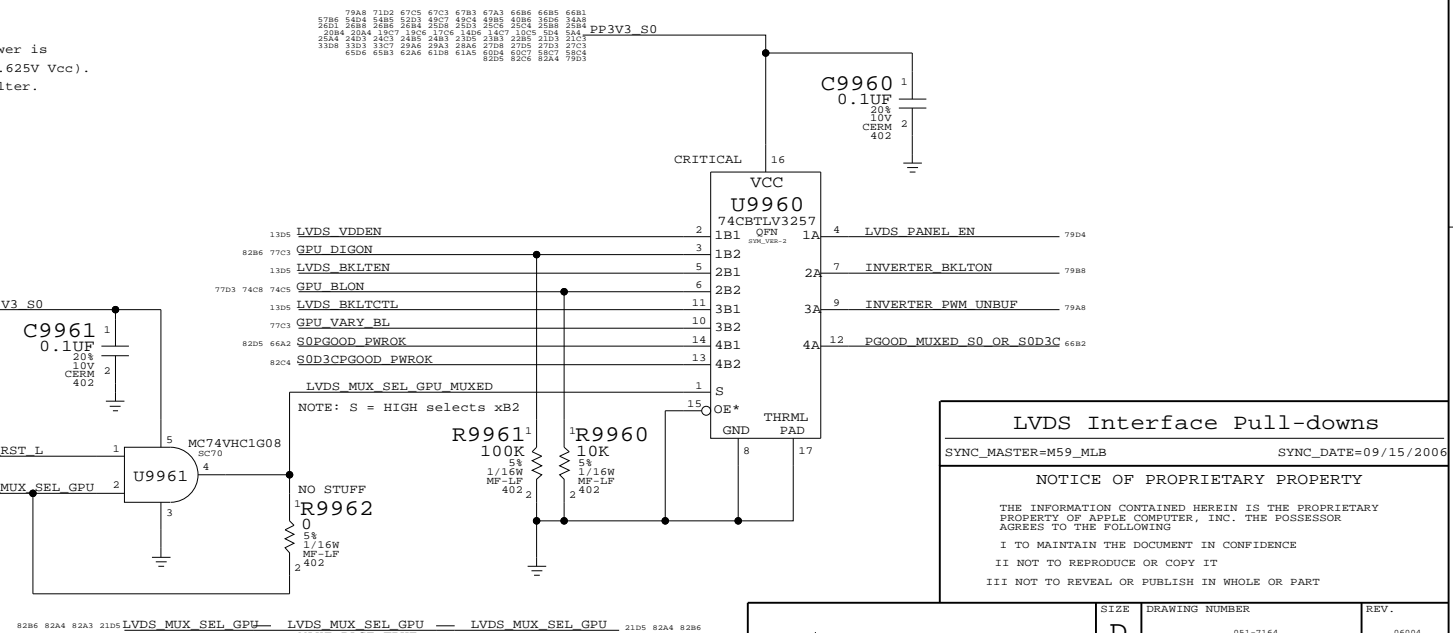 79A8 71D2 67C5 67C3 67B3 67A3 66B6 66B5 66B1
57B6 54D4 54B5 52D3 49C7 49C4 49B5 40B6 36D6 34A8
26D1 26B8 26B6 26B4 25D8 25D3 25C6 25C4 25B8 25B4
20B4 20A4 19C7 19C6 17C6 14D6 14C7 10C5 5D4 5A4
25A4 24D3 24C3 24B5 24B3 23D5 23B3 22B5 21D3 21C3
33D8 33D3 33C7 29A6 29A3 28A6 27D8 27D5 27D3 27C3
65D6 65B3 62A6 61D8 61A5 60D4 60C7 58C7 58C4
82D5 82C6 82A4 79D3
PP3V3_S0
wer is
.625V Vcc).
lter.
C9960
0.1UF
20%
10V
CERM
402
1
2
CRITICAL
16
VCC
U9960
74CBTLV3257
QFN
SYM_VER-2
13D5 LVDS_VDDEN 2 1B1
82B6 77C3 GPU_DIGON 3 1B2
13D5 LVDS_BKLTEN 5 2B1
77D3 74C8 74C5 GPU_BLON 6 2B2
13D5 LVDS_BKLTCTL 11 3B1
77C3 GPU_VARY_BL 10 3B2
82D5 66A2 S0PGOOD_PWROK 14 4B1
82C4 S0D3CPGOOD_PWROK 13 4B2
LVDS_MUX_SEL_GPU_MUXED 1 S
NOTE: S = HIGH selects xB2
15 OE*
1A 4 LVDS_PANEL_EN 79D4
2A 7 INVERTER_BKLTON 79B8
3A 9 INVERTER_PWM_UNBUF 79A8
4A 12 PGOOD_MUXED_S0_OR_S0D3C 66B2
THRML
GND PAD
8 17
V3_S0
C9961
0.1UF
20%
10V
CERM
402
1
2
RST_L 1
MUX_SEL_GPU 2
U9961
5
MC74VHC1G08
SC70
4
3
NO STUFF
R9962
0
5%
1/16W
MF-LF
402
1
2
R9961
100K
5%
1/16W
MF-LF
402
1
2
R9960
10K
5%
1/16W
MF-LF
402
1
2
82B6 82A4 82A3 21D5 LVDS_MUX_SEL_GPU LVDS_MUX_SEL_GPU LVDS_MUX_SEL_GPU 21D5 82A4 82B6
LVDS Interface Pull-downs
SYNC_MASTER=M59_MLB SYNC_DATE=09/15/2006
NOTICE OF PROPRIETARY PROPERTY
THE INFORMATION CONTAINED HEREIN IS THE PROPRIETARY
PROPERTY OF APPLE COMPUTER, INC. THE POSSESSOR
AGREES TO THE FOLLOWING
I TO MAINTAIN THE DOCUMENT IN CONFIDENCE
II NOT TO REPRODUCE OR COPY IT
III NOT TO REVEAL OR PUBLISH IN WHOLE OR PART
SIZE DRAWING NUMBER REV.
D